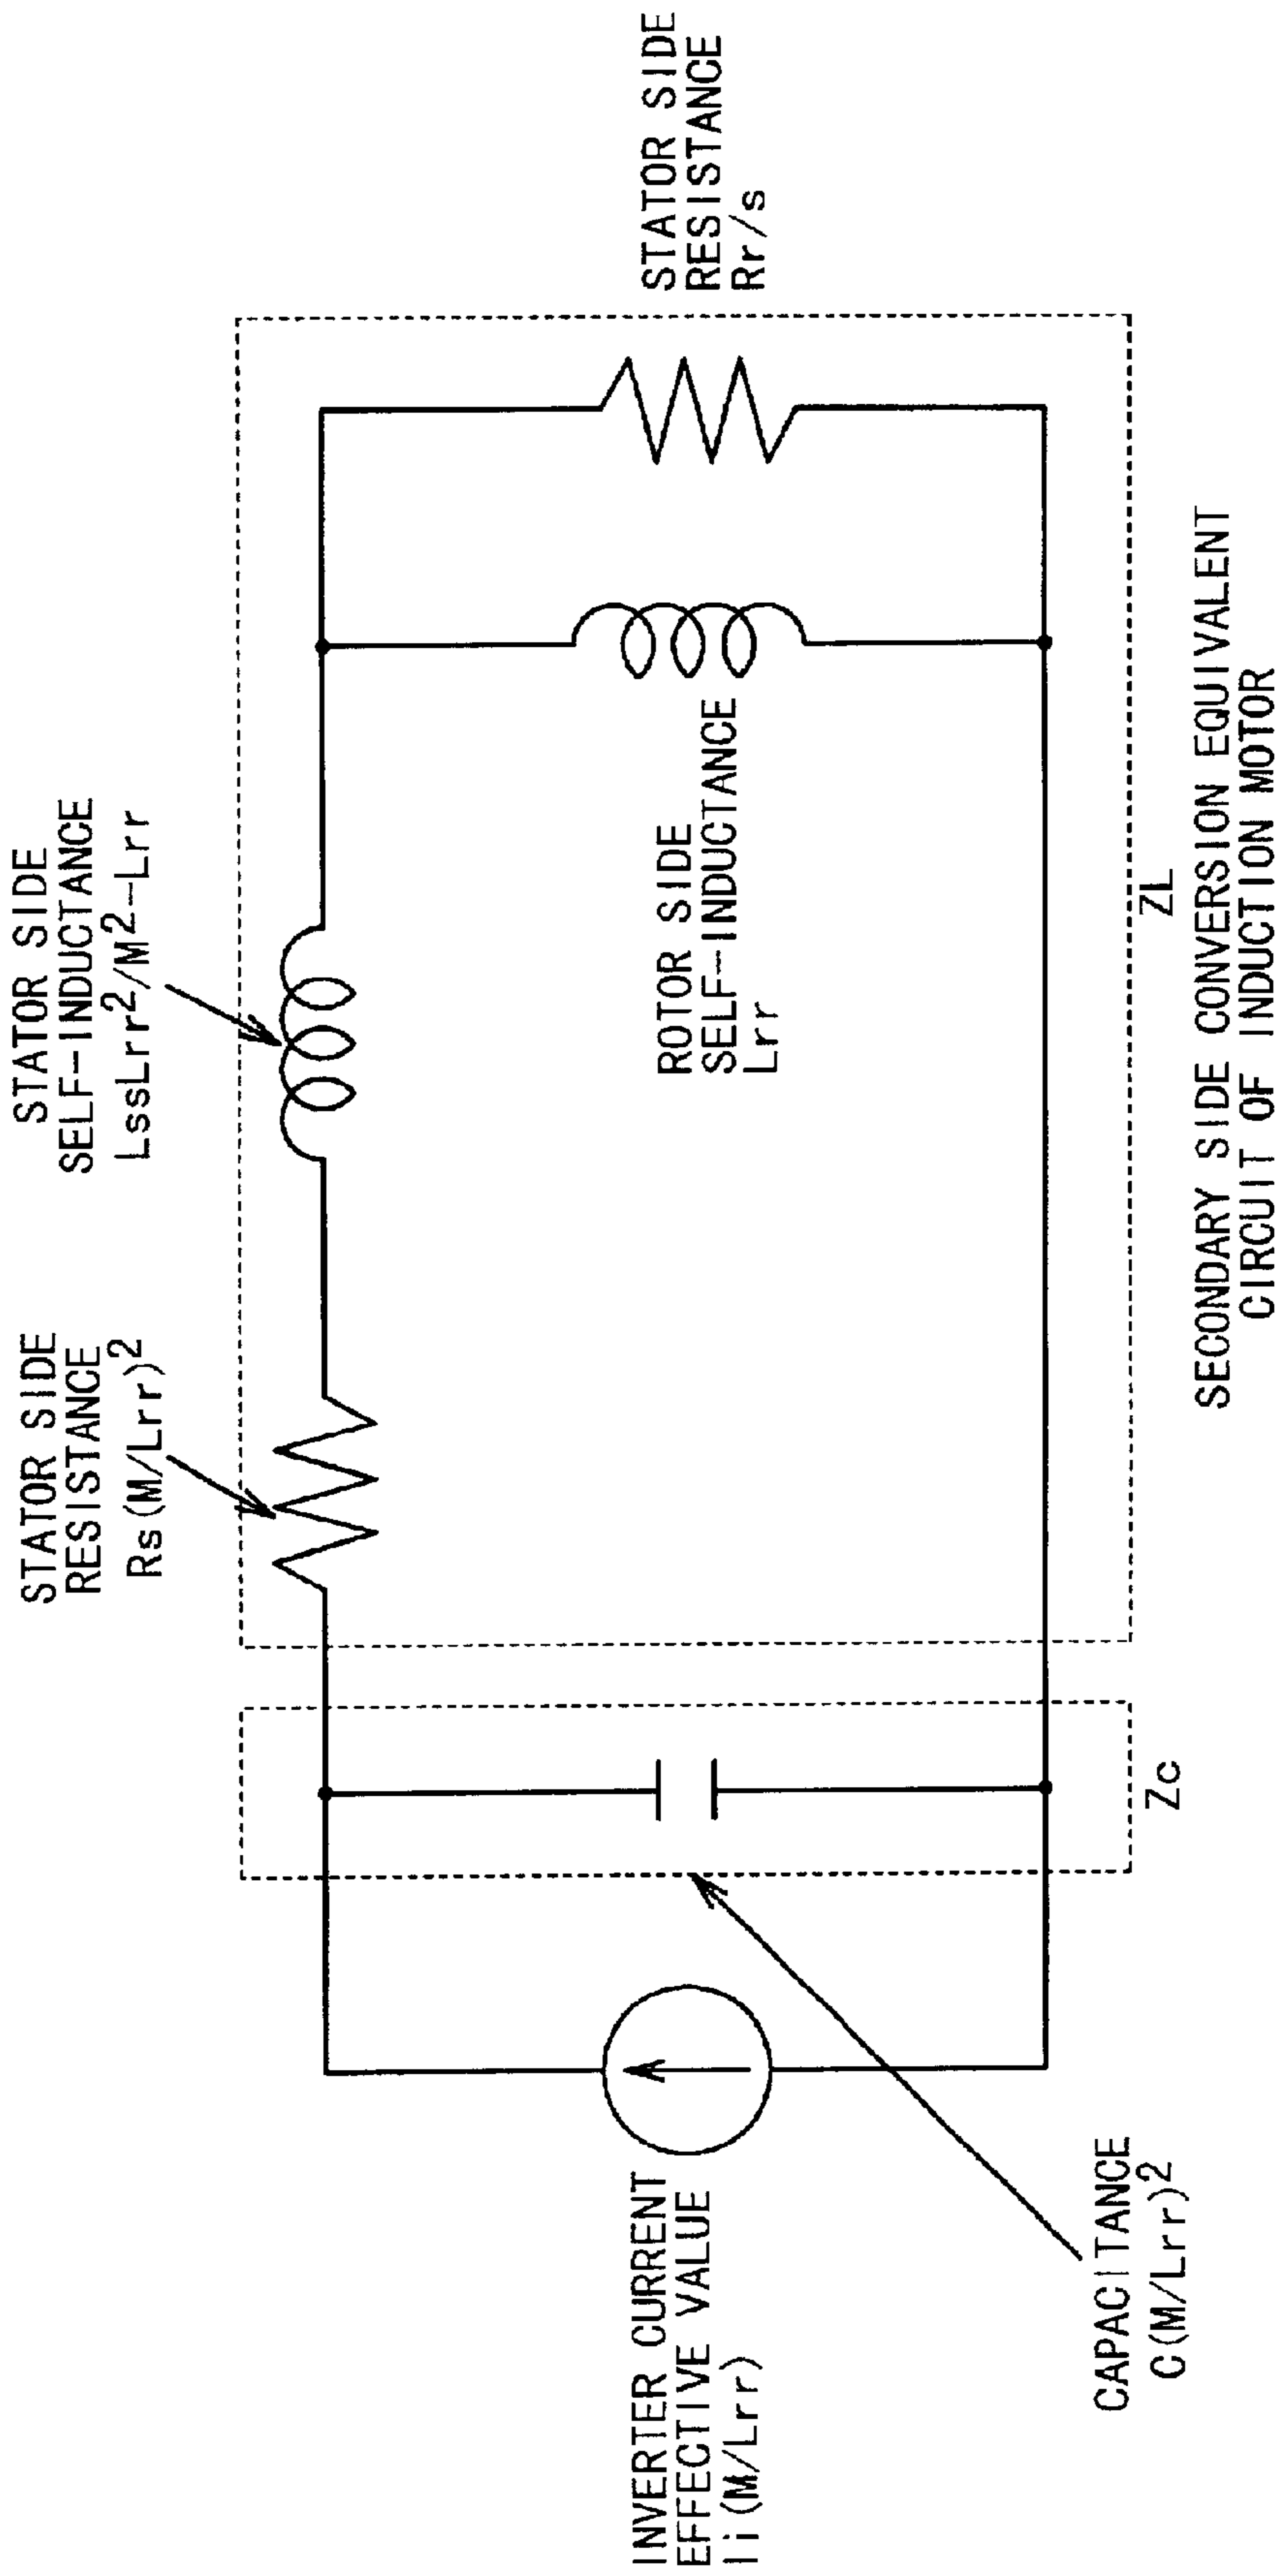 STATOR SIDE
RESISTANCE
Rs(M/Lrr)²
STATOR SIDE
SELF-INDUCTANCE
LssLrr²/M²-Lrr
STATOR SIDE
RESISTANCE
Rr/s
ROTOR SIDE
SELF-INDUCTANCE
Lrr
INVERTER CURRENT
EFFECTIVE VALUE
Ii(M/Lrr)
CAPACITANCE
C(M/Lrr)²
Zc
ZL
SECONDARY SIDE CONVERSION EQUIVALENT
CIRCUIT OF INDUCTION MOTOR